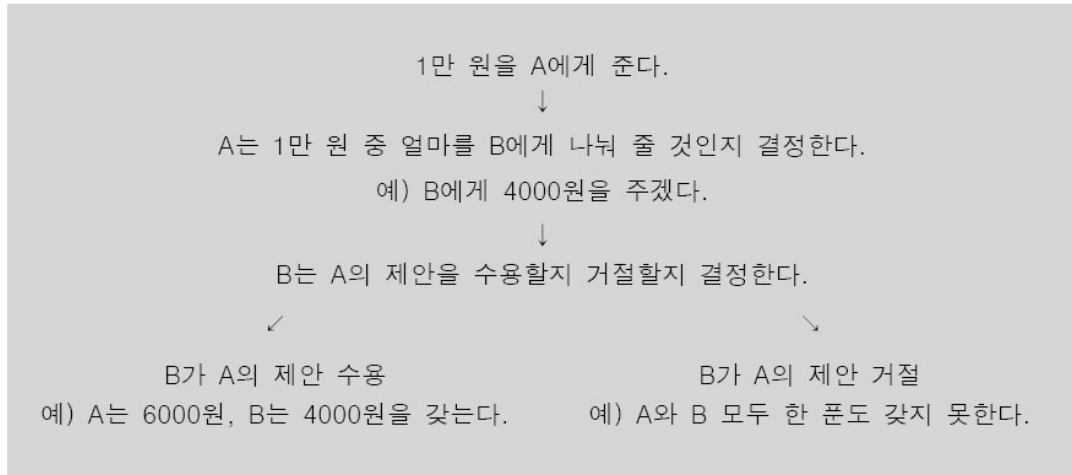 1만 원을 A에게 준다.
↓
A는 1만 원 중 얼마를 B에게 나눠 줄 것인지 결정한다.
예) B에게 4000원을 주겠다.
↓
B는 A의 제안을 수용할지 거절할지 결정한다.
↙ ↘
B가 A의 제안 수용 B가 A의 제안 거절
예) A는 6000원, B는 4000원을 갖는다. 예) A와 B 모두 한 푼도 갖지 못한다.